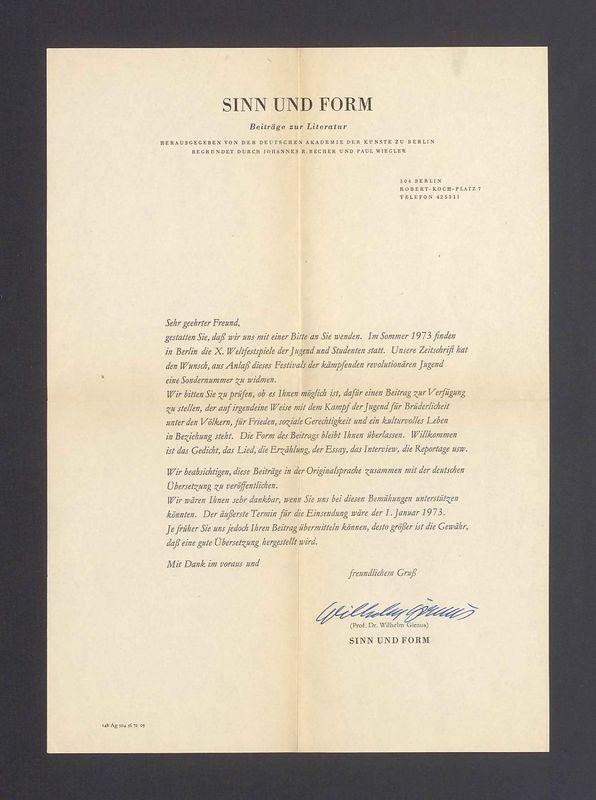 SINN UND FORM
Beiträge zur Literatur
HERAUSGEGEBEN VON DER DEUTSCHEN AKADEMIE DER KÜNSTE ZU BERLIN
BEGRÜNDET DURCH JOHANNES R. BECHER UND PAUL WIEGLER
104 BERLIN
ROBERT-KOCH-PLATZ 7
TELEFON 425311
Sehr geehrter Freund,
gestatten Sie, daß wir uns mit einer Bitte an Sie wenden. Im Sommer 1973 finden
in Berlin die X. Weltfestspiele der Jugend und Studenten statt. Unsere Zeitschrift hat
den Wunsch, aus Anlaß dieses Festivals der kämpfenden revolutionären Jugend
eine Sondernummer zu widmen.
Wir bitten Sie zu prüfen, ob es Ihnen möglich ist, dafür einen Beitrag zur Verfügung
zu stellen, der auf irgendeine Weise mit dem Kampf der Jugend für Brüderlicheit
unter den Völkern, für Frieden, soziale Gerechtigkeit und ein kulturvolles Leben
in Beziehung steht. Die Form des Beitrags bleibt Ihnen überlassen. Willkommen
ist das Gedicht, das Lied, die Erzählung, der Essay, das Interview, die Reportage usw.
Wir beabsichtigen, diese Beiträge in der Originalsprache zusammen mit der deutschen
Übersetzung zu veröffentlichen.
Wir wären Ihnen sehr dankbar, wenn Sie uns bei diesen Bemühungen unterstützen
könnten. Der äußerste Termin für die Einsendung wäre der 1. Januar 1973.
Je früher Sie uns jedoch Ihren Beitrag übermitteln können, desto größer ist die Gewähr,
daß eine gute Übersetzung hergestellt wird.
Mit Dank im voraus und
freundlichem Gruß
Wilhelm Girnus
(Prof. Dr. Wilhelm Gienus)
SINN UND FORM
148 Ag 504 56 72 05